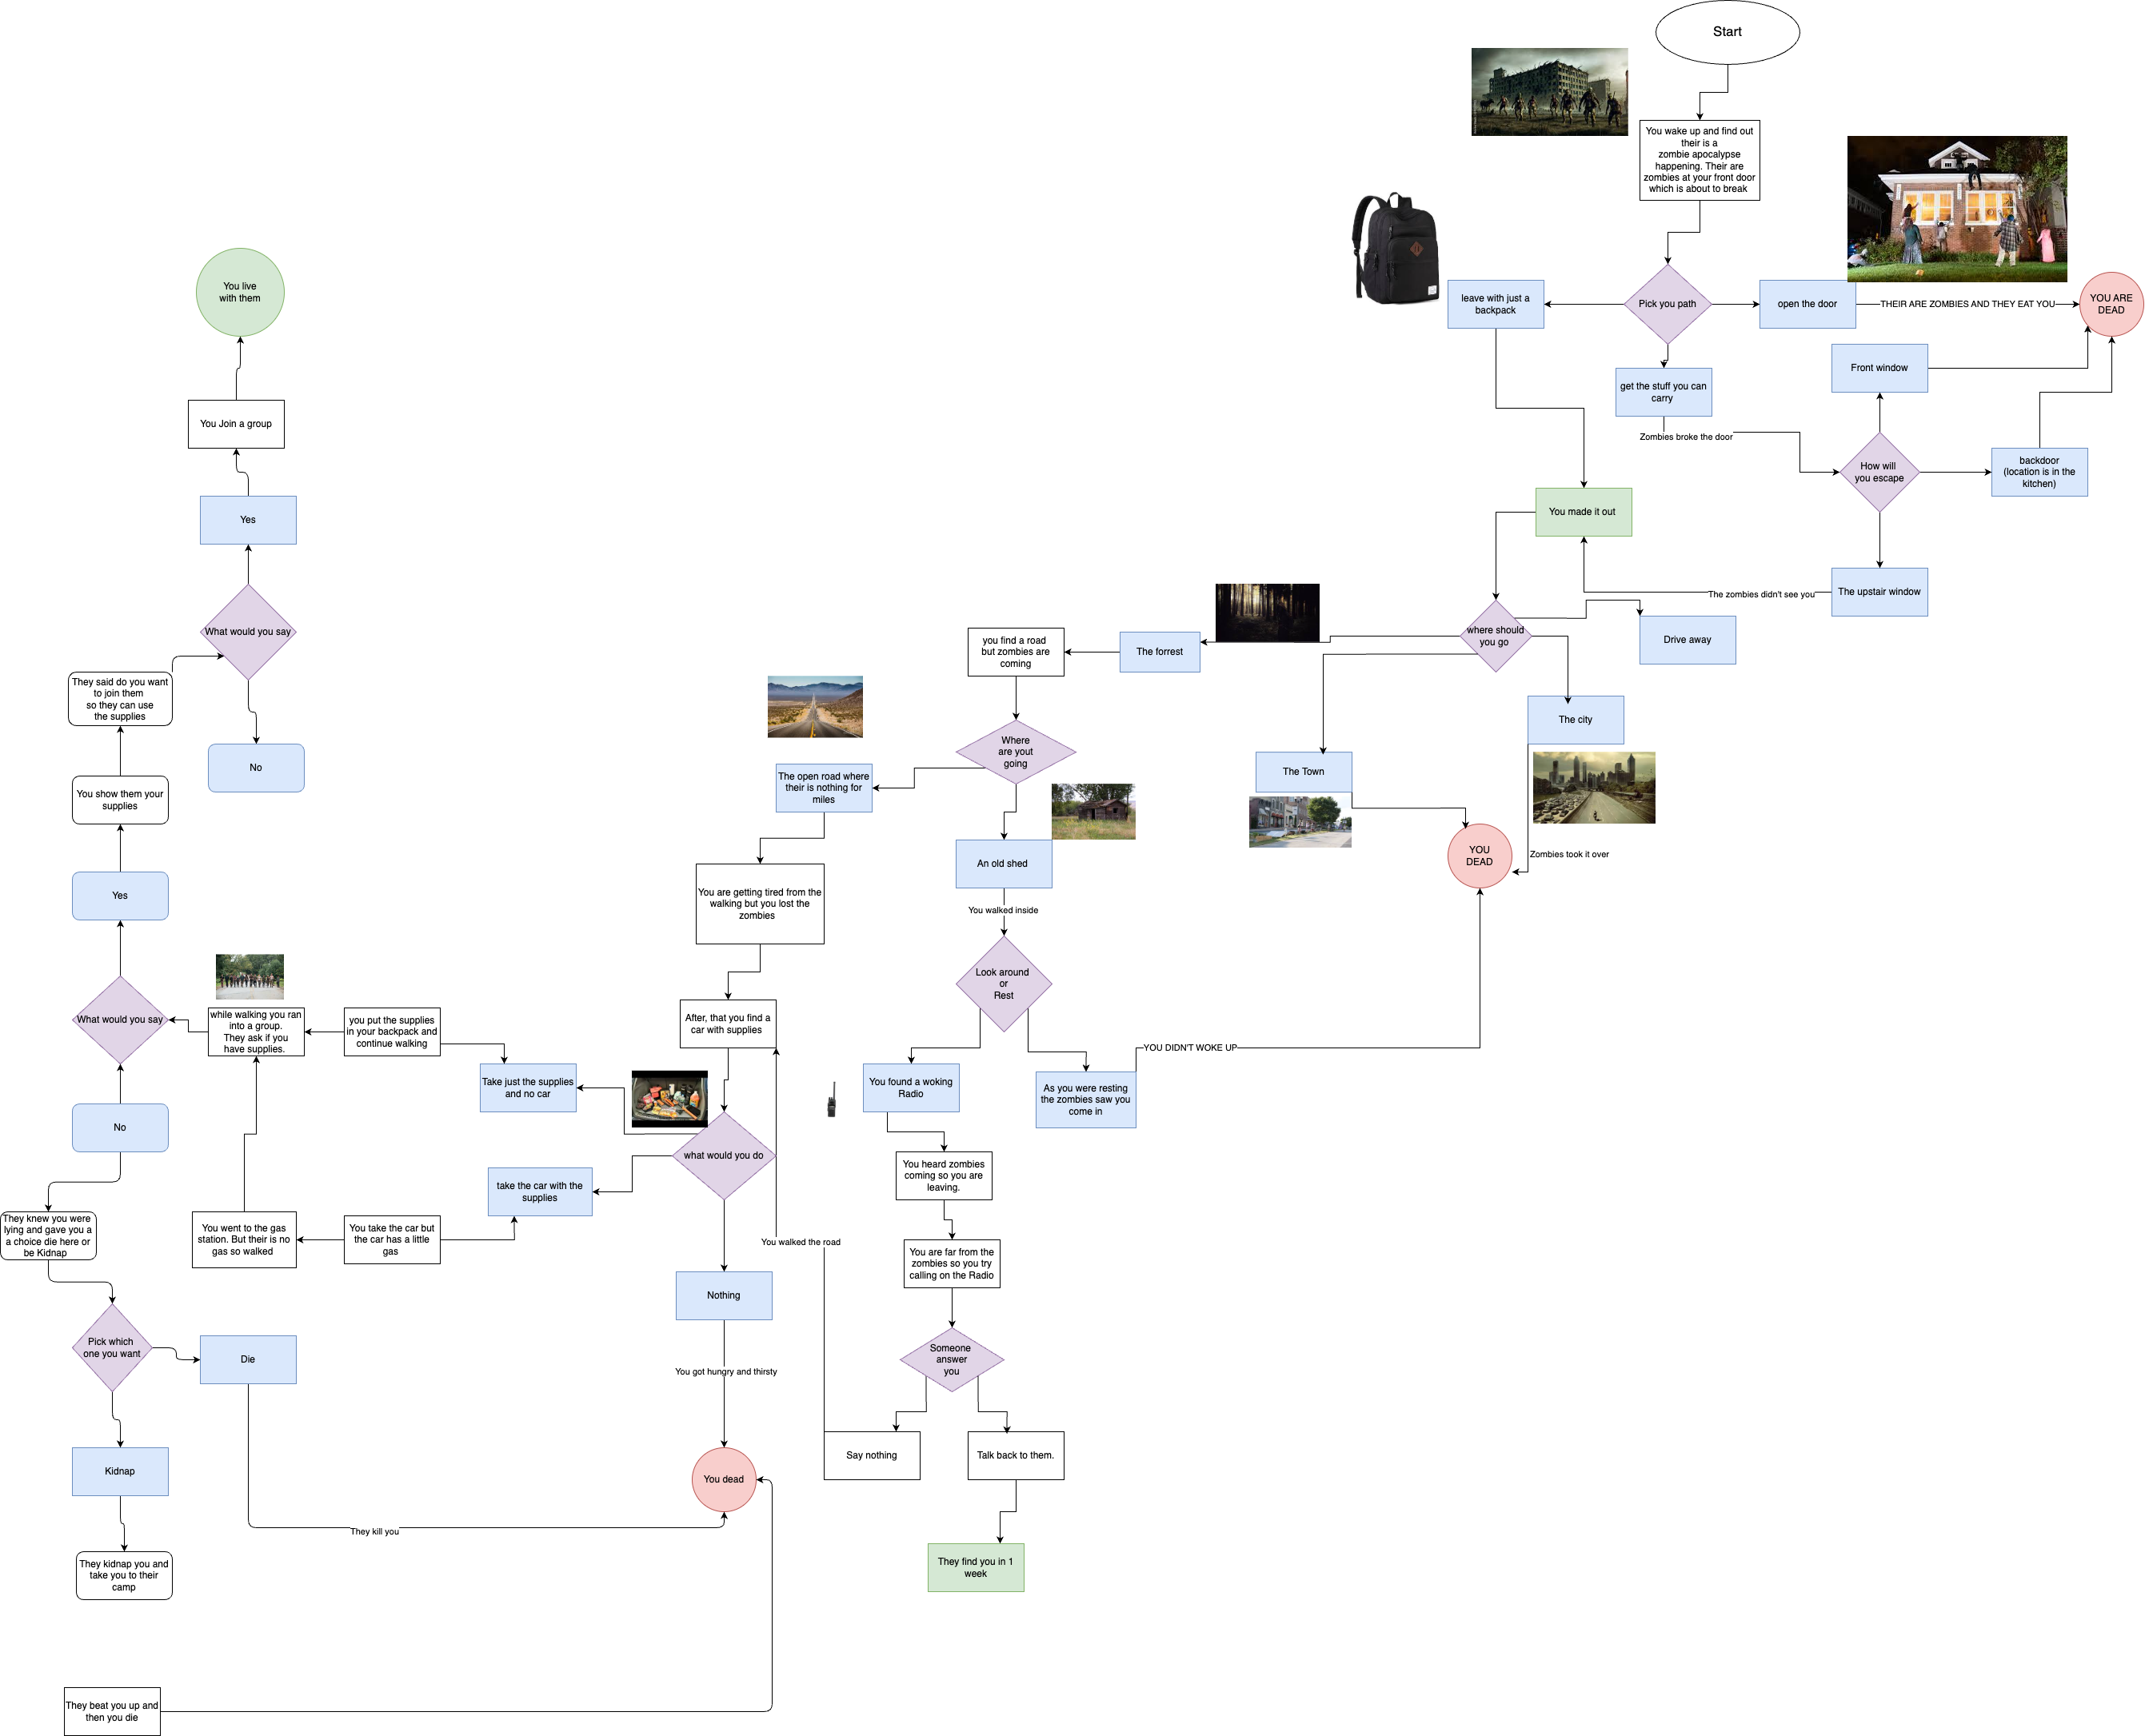 Start
You wake up and find out
their is a
zombie apocalypse
happening. Their are
zombies at your front door
which is about to break
Pick you path
leave with just a
backpack
open the door
THEIR ARE ZOMBIES AND THEY EAT YOU
YOU ARE
DEAD
get the stuff you can
carry
Zombies broke the door
Front window
How will
you escape
backdoor
(location is in the
kitchen)
The upstair window
The zombies didn't see you
You made it out
where should
you go
Drive away
The city
Zombies took it over
The Town
YOU
DEAD
The forrest
you find a road
but zombies are
coming
Where
are yout
going
The open road where
their is nothing for
miles
An old shed
You walked inside
Look around
or
Rest
You found a woking
Radio
As you were resting
the zombies saw you
come in
YOU DIDN'T WOKE UP
You heard zombies
coming so you are
leaving.
You are far from the
zombies so you try
calling on the Radio
Someone
answer
you
Say nothing
Talk back to them.
They find you in 1
week
You walked the road
You are getting tired from the
walking but you lost the
zombies
After, that you find a
car with supplies
what would you do
Take just the supplies
and no car
take the car with the
supplies
Nothing
You got hungry and thirsty
You dead
you put the supplies
in your backpack and
continue walking
You take the car but
the car has a little
gas
You went to the gas
station. But their is no
gas so walked
while walking you ran
into a group.
They ask if you
have supplies.
What would you say
Yes
You show them your
supplies
They said do you want
to join them
so they can use
the supplies
What would you say
Yes
You Join a group
You live
with them
No
No
They knew you were
lying and gave you a
a choice die here or
be Kidnap
Pick which
one you want
Die
They kill you
Kidnap
They kidnap you and
take you to their
camp
They beat you up and
then you die